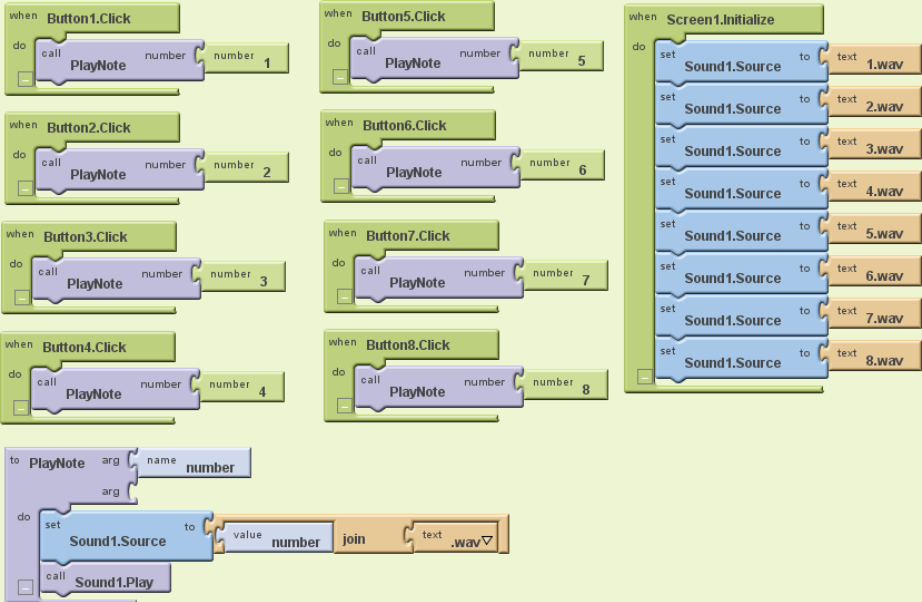 when Button1.Click
do call PlayNote number number 1
when Button2.Click
do call PlayNote number number 2
when Button3.Click
do call PlayNote number number 3
when Button4.Click
do call PlayNote number number 4
when Button5.Click
do call PlayNote number number 5
when Button6.Click
do call PlayNote number number 6
when Button7.Click
do call PlayNote number number 7
when Button8.Click
do call PlayNote number number 8
when Screen1.Initialize
do set Sound1.Source to text 1.wav
set Sound1.Source to text 2.wav
set Sound1.Source to text 3.wav
set Sound1.Source to text 4.wav
set Sound1.Source to text 5.wav
set Sound1.Source to text 6.wav
set Sound1.Source to text 7.wav
set Sound1.Source to text 8.wav
to PlayNote arg name number
arg
do set Sound1.Source to value number join text .wav
call Sound1.Play